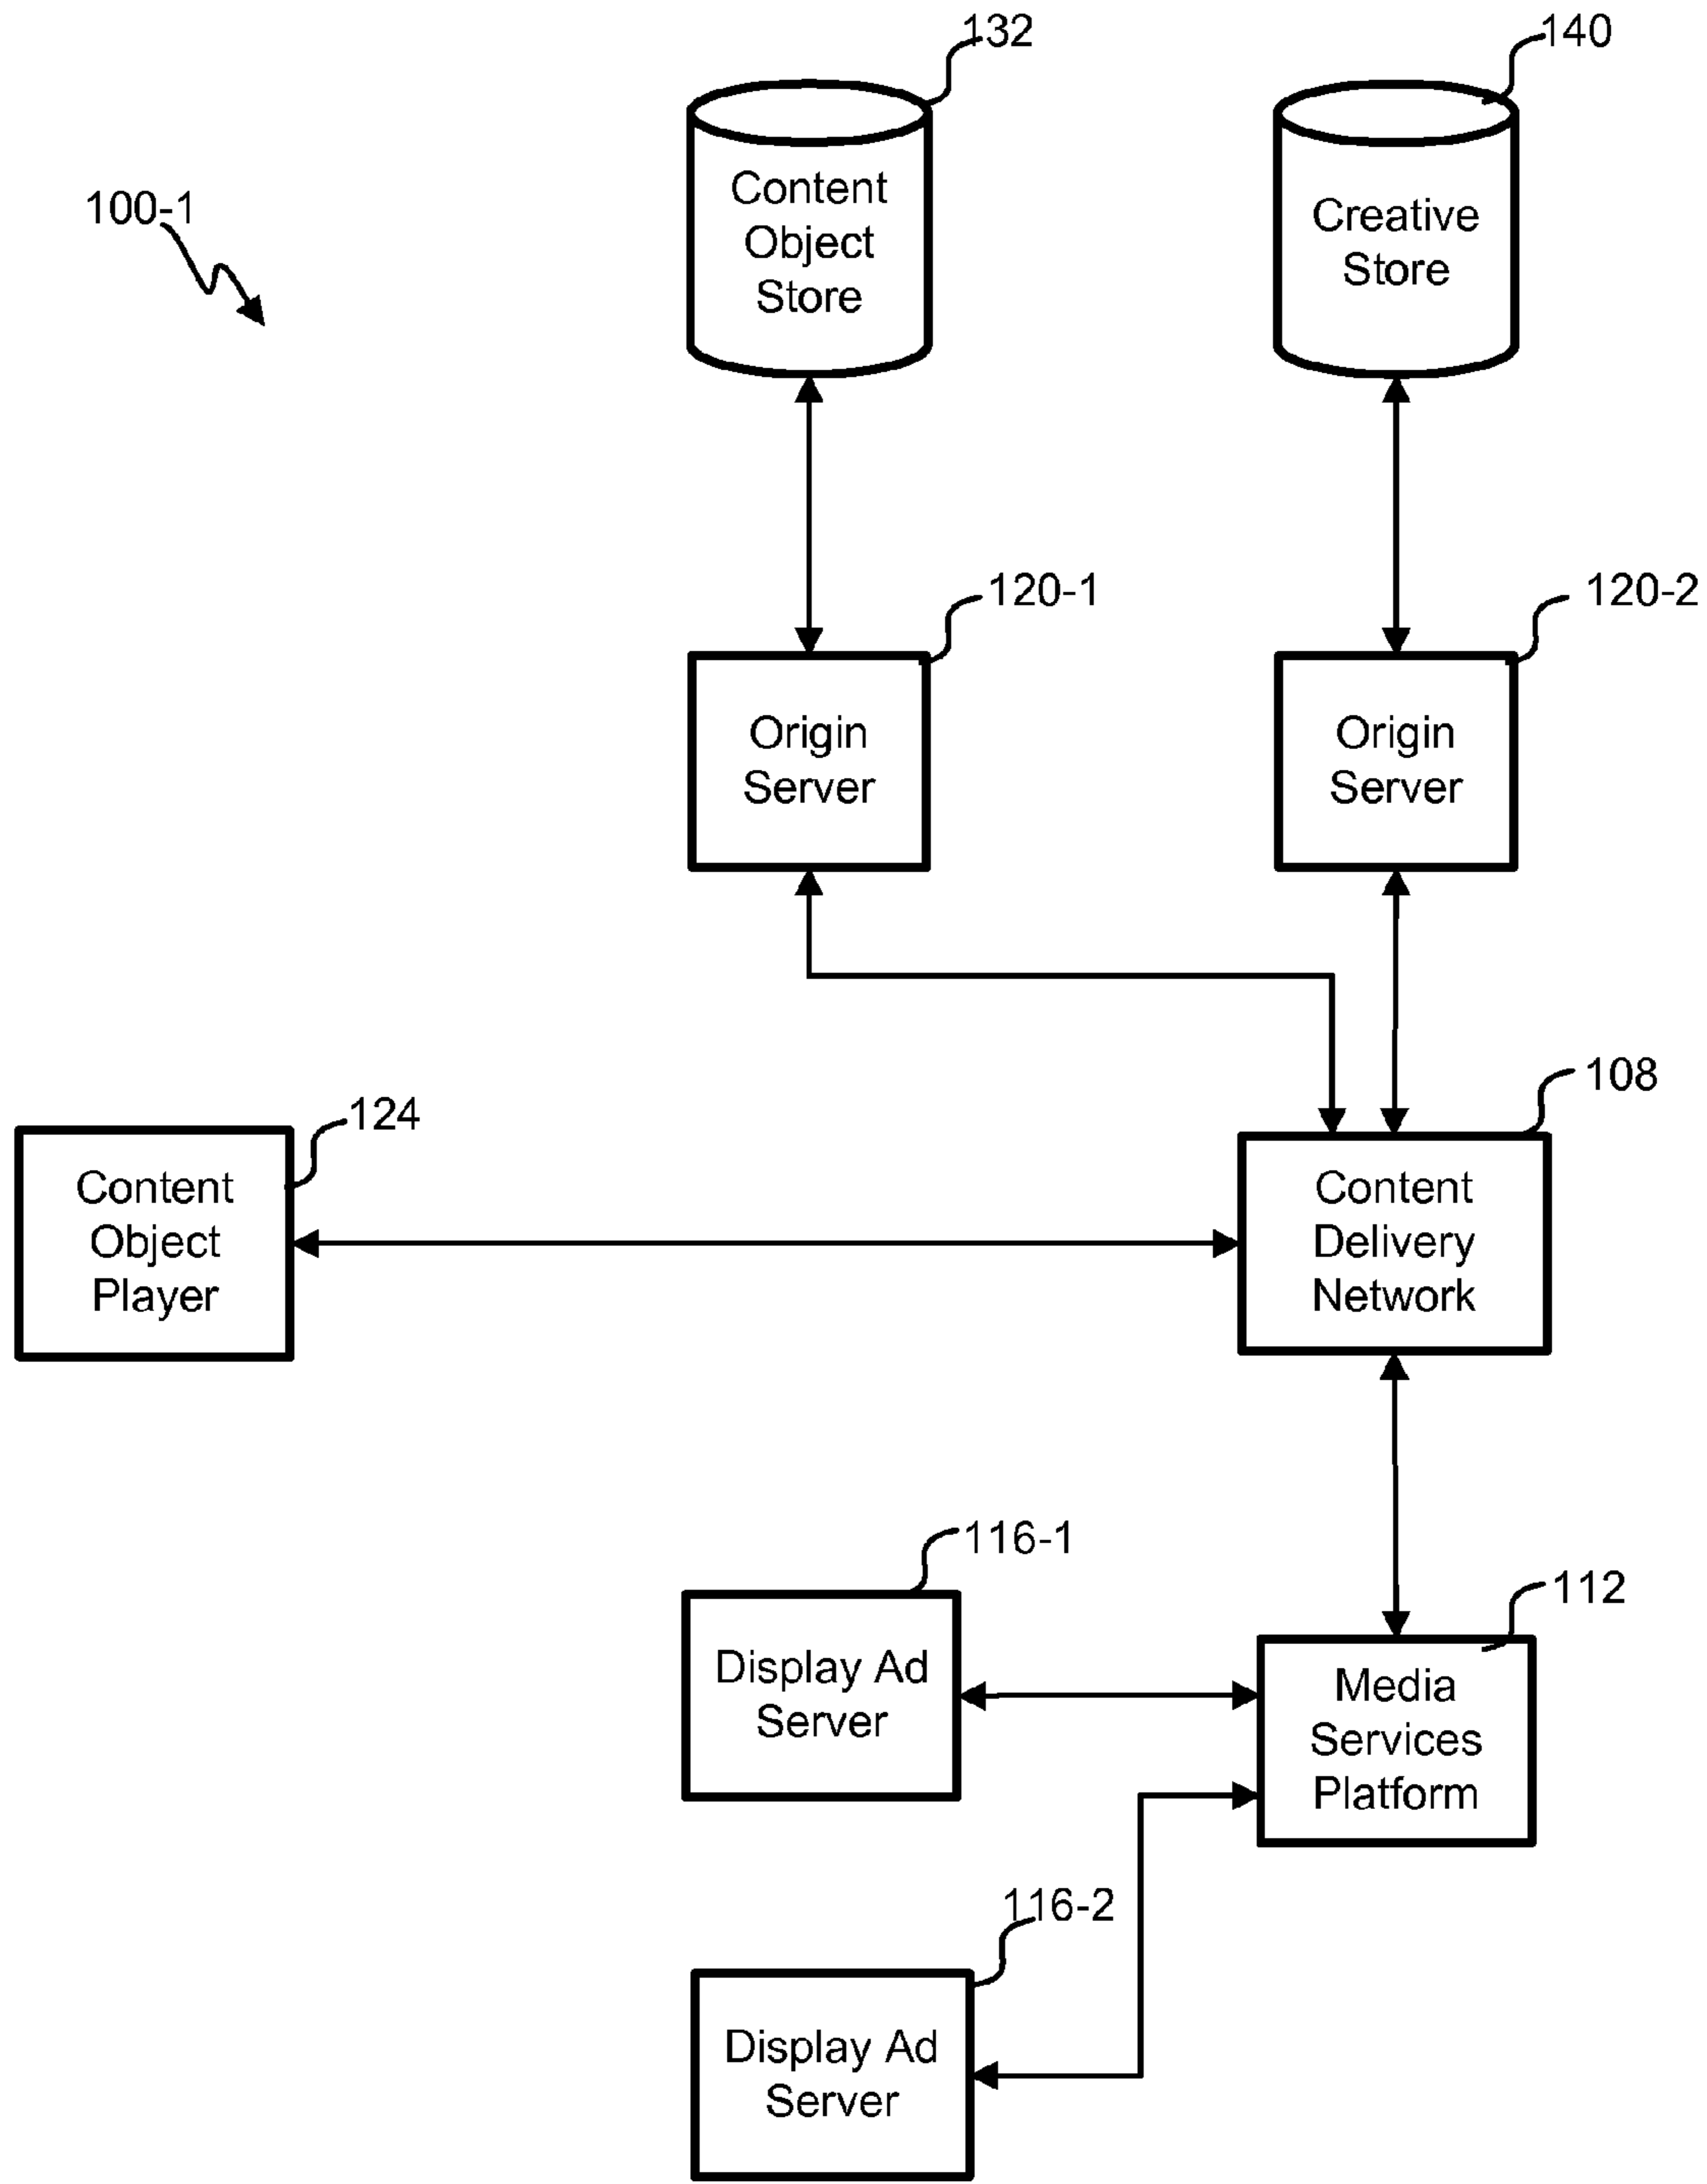 132
140
100-1
Content
Object
Store
Creative
Store
120-1
120-2
Origin
Server
Origin
Server
108
124
Content
Object
Player
Content
Delivery
Network
116-1
112
Display Ad
Server
Media
Services
Platform
116-2
Display Ad
Server